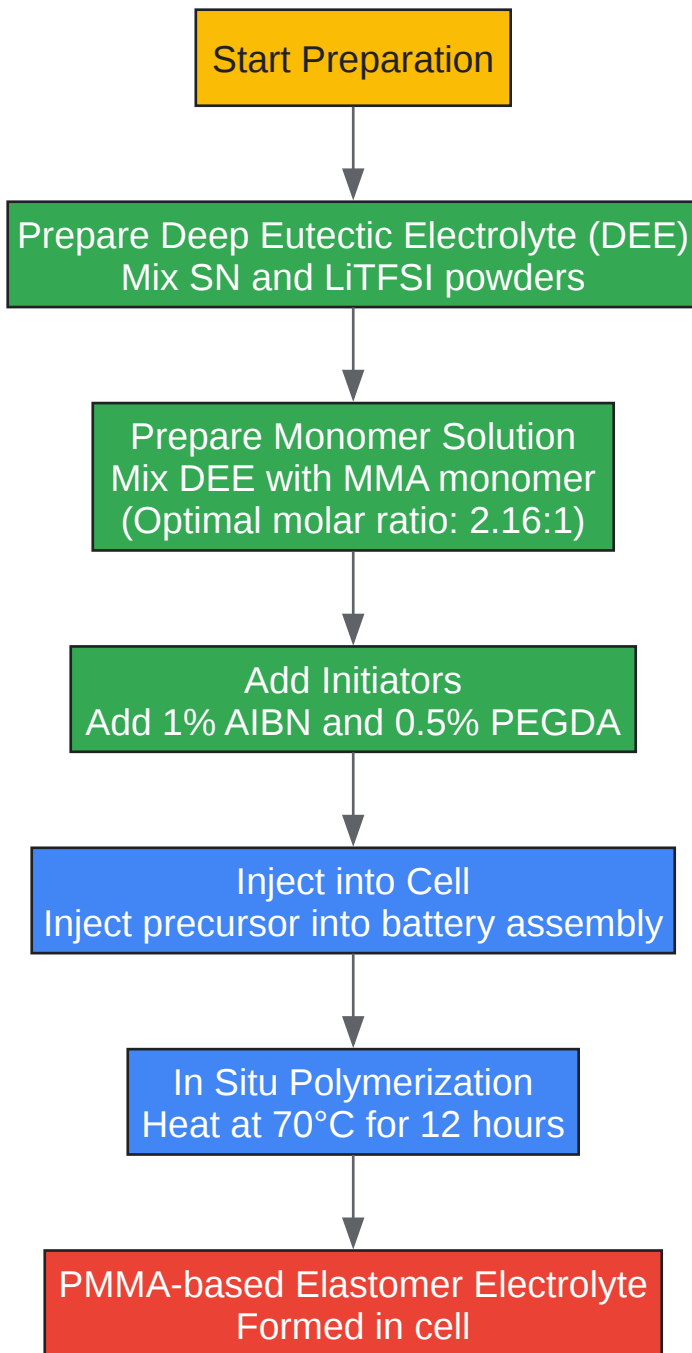 Start Preparation
Prepare Deep Eutectic Electrolyte (DEE)
Mix SN and LiTFSI powders
Prepare Monomer Solution
Mix DEE with MMA monomer
(Optimal molar ratio: 2.16:1)
Add Initiators
Add 1% AIBN and 0.5% PEGDA
Inject into Cell
Inject precursor into battery assembly
In Situ Polymerization
Heat at 70°C for 12 hours
PMMA-based Elastomer Electrolyte
Formed in cell